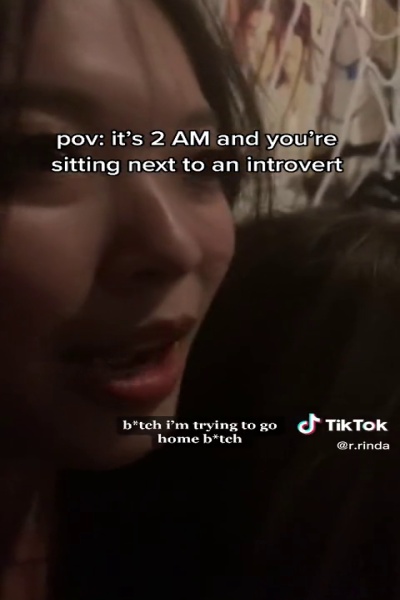 pov: it's 2 AM and you're
sitting next to an introvert
b*tch i'm trying to go
home b*tch
TikTok
@r.rinda